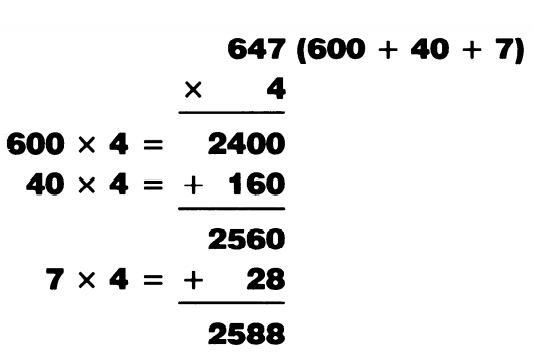 647 (600 + 40 + 7)
× 4
600 × 4 = 2400
40 × 4 = + 160
2560
7 × 4 = + 28
2588